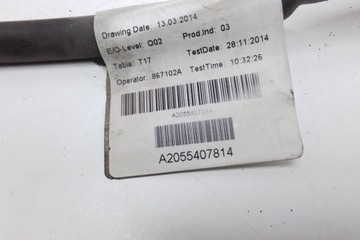 Drawing Date: 13.03.2014
E/Q-Level: Q02 Prod.Ind: 03
Table: T17 TestDate: 28.11.2014
Operator: 867102A TestTime: 10:32:26
A2055407814
A2055407814